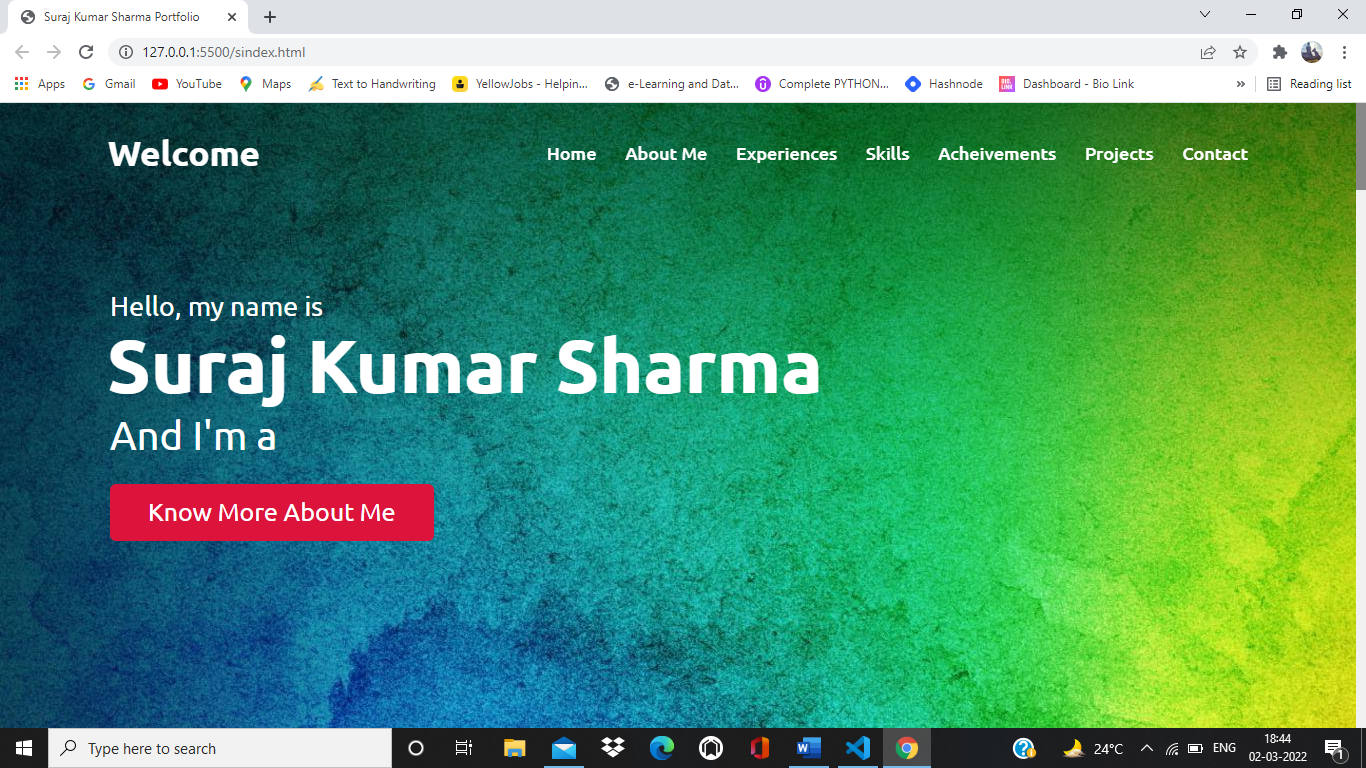 Suraj Kumar Sharma Portfolio
127.0.0.1:5500/sindex.html
Apps Gmail YouTube Maps Text to Handwriting YellowJobs - Helpin... e-Learning and Dat... Complete PYTHON... Hashnode BIO LINK Dashboard - Bio Link » Reading list
Welcome Home About Me Experiences Skills Acheivements Projects Contact
Hello, my name is
Suraj Kumar Sharma
And I'm a
Know More About Me
Type here to search 24°C ENG 18:44
02-03-2022 1